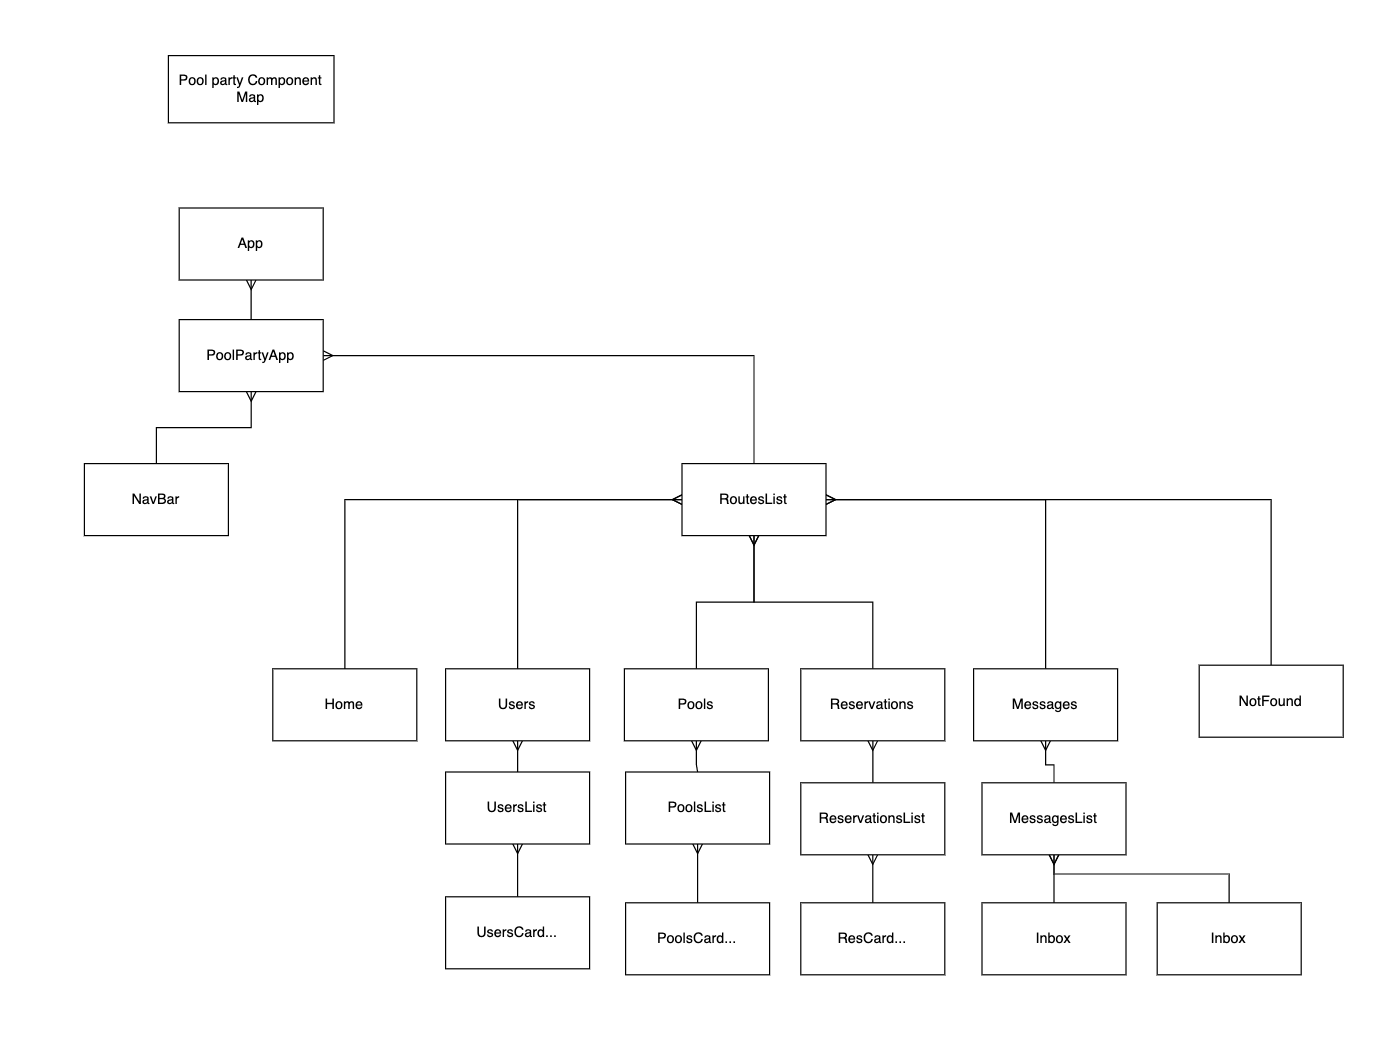 Pool party Component
Map
App
PoolPartyApp
NavBar
RoutesList
Home
Users
Pools
Reservations
Messages
NotFound
UsersList
PoolsList
ReservationsList
MessagesList
UsersCard...
PoolsCard...
ResCard...
Inbox
Inbox